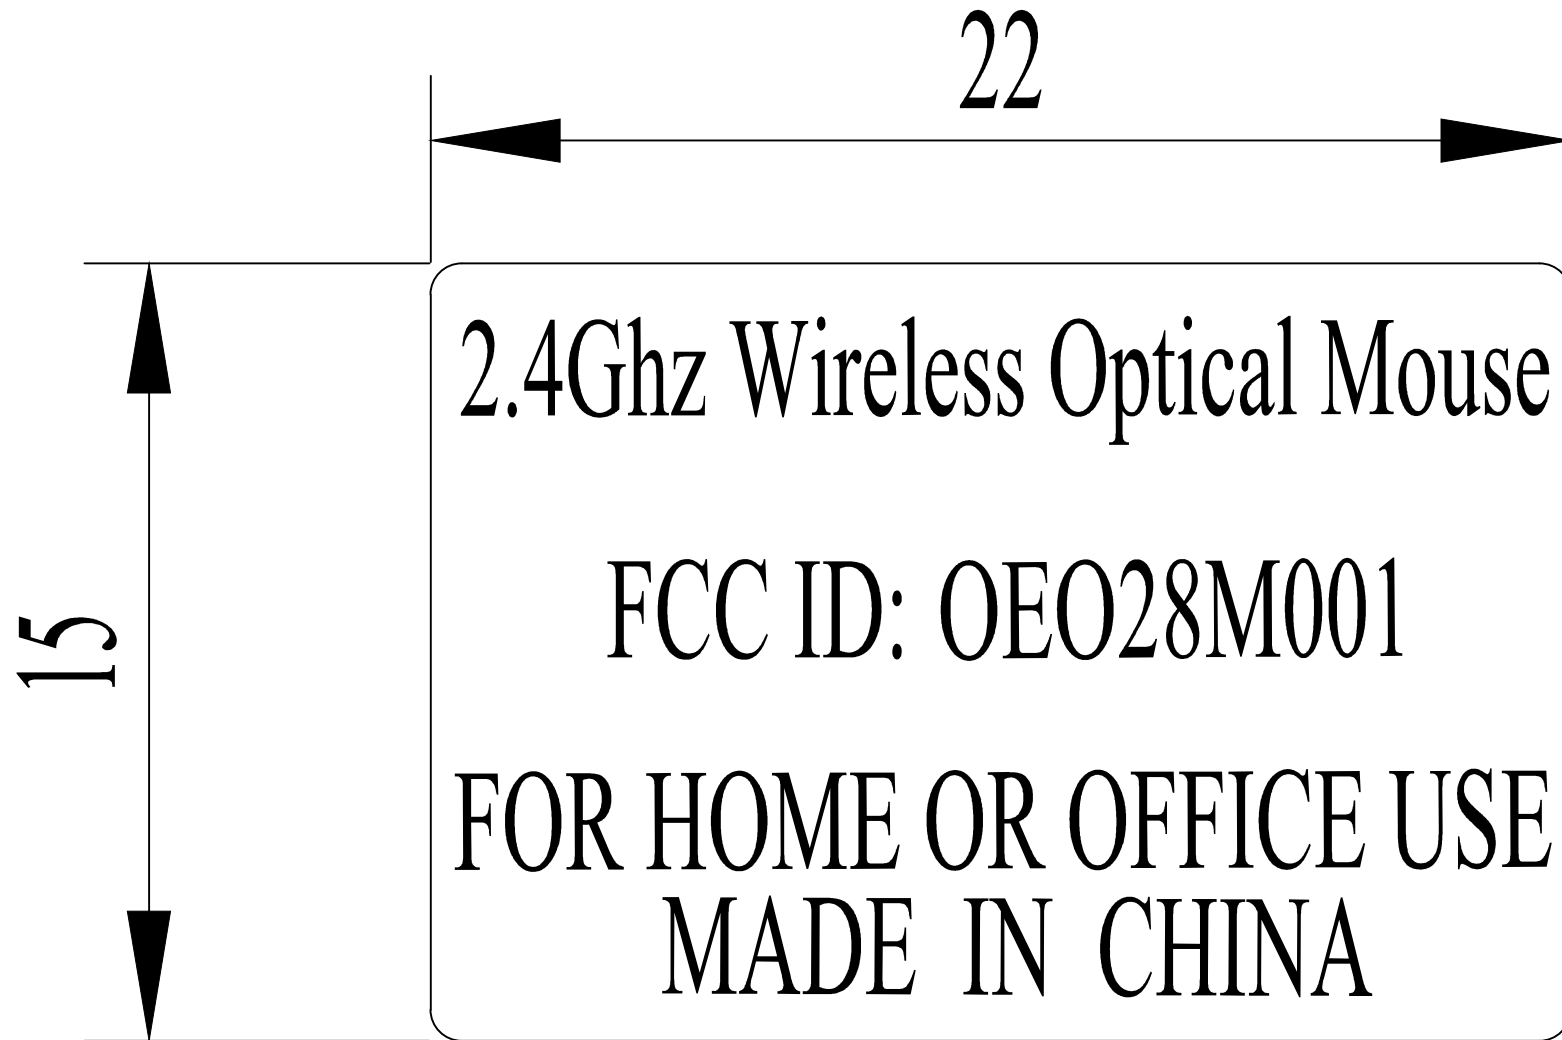 22
15
2.4Ghz Wireless Optical Mouse
FCC ID: OEO28M001
FOR HOME OR OFFICE USE
MADE IN CHINA